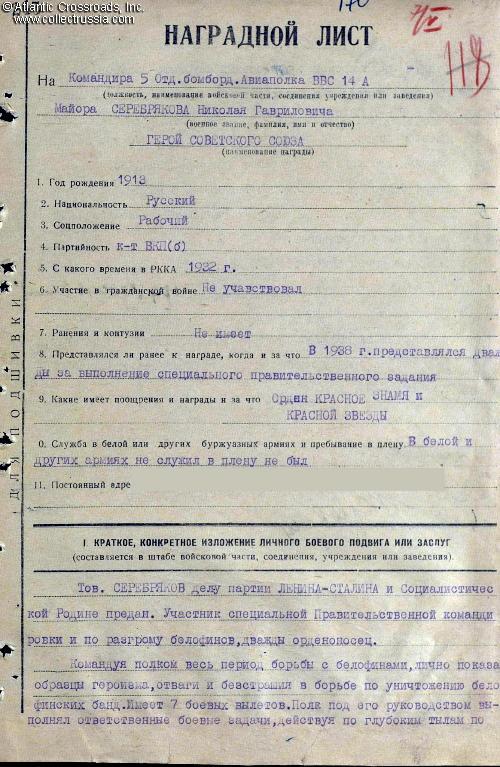 © Atlantic Crossroads, Inc.
www.collectrussia.com
170
118
НАГРАДНОЙ ЛИСТ
На Командира 5 Отд.бомборд.Авиаполка ВВС 14 А
(должность, наименование войсковой части, соединения учреждения или заведения)
Майора СЕРЕБРЯКОВА Николая Гавриловича
(военное звание, фамилия, имя и отчество)
ГЕРОЙ СОВЕТСКОГО СОЮЗА
(наименование награды)
1. Год рождения 1913
2. Национальность Русский
3. Соцположение Рабочий
4. Партийность к-т ВКП(б)
5. С какого времени в РККА 1932 г.
6. Участие в гражданской войне Не учавствовал
7. Ранения и контузии Не имеет
8. Представлялся ли ранее к награде, когда и за что В 1938 г.представлялся дваж
ды за выполнение специального правительственного задания
9. Какие имеет поощрения и награды и за что Орден КРАСНОЕ ЗНАМЯ и
КРАСНОЙ ЗВЕЗДЫ
0. Служба в белой или других буржуазных армиях и пребывание в плену В белой и
других армиях не служил в плену не был
11. Постоянный адре
ДЛЯ ПОДШИВКИ
I. КРАТКОЕ, КОНКРЕТНОЕ ИЗЛОЖЕНИЕ ЛИЧНОГО БОЕВОГО ПОДВИГА ИЛИ ЗАСЛУГ
(составляется в штабе войсковой части, соединения, учреждения или заведения).
Тов. СЕРЕБРЯКОВ делу партии ЛЕНИНА-СТАЛИНА и Социалистичес
кой Родине предан. Участник специальной Правительственной команди
ровки и по разгрому белофинов,дважды орденоносец.
Командуя полком весь период борьбы с белофинами,лично показа
образцы героизма,отваги и безстрашия в борьбе по уничтожению бело
финских банд.Имеет 7 боевых вылетов.Полк под его руководством вы-
полнял ответственные боевые задачи,действуя по глубоким тылам по